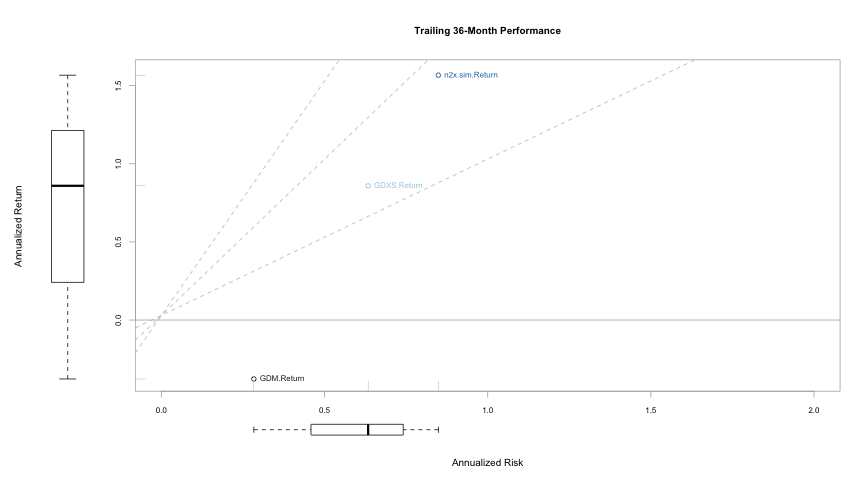 Trailing 36-Month Performance
n2x.sim.Return
GDXS.Return
GDM.Return
Annualized Return
1.5
1.0
0.5
0.0
0.0 0.5 1.0 1.5 2.0
Annualized Risk